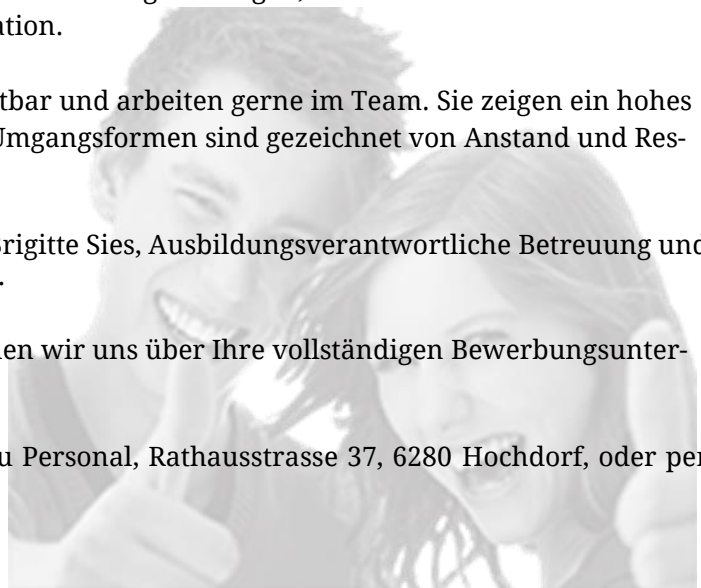 ation.
tbar und arbeiten gerne im Team. Sie zeigen ein hohes
Umgangsformen sind gezeichnet von Anstand und Res-
Brigitte Sies, Ausbildungsverantwortliche Betreuung und
.
en wir uns über Ihre vollständigen Bewerbungsunter-
u Personal, Rathausstrasse 37, 6280 Hochdorf, oder per